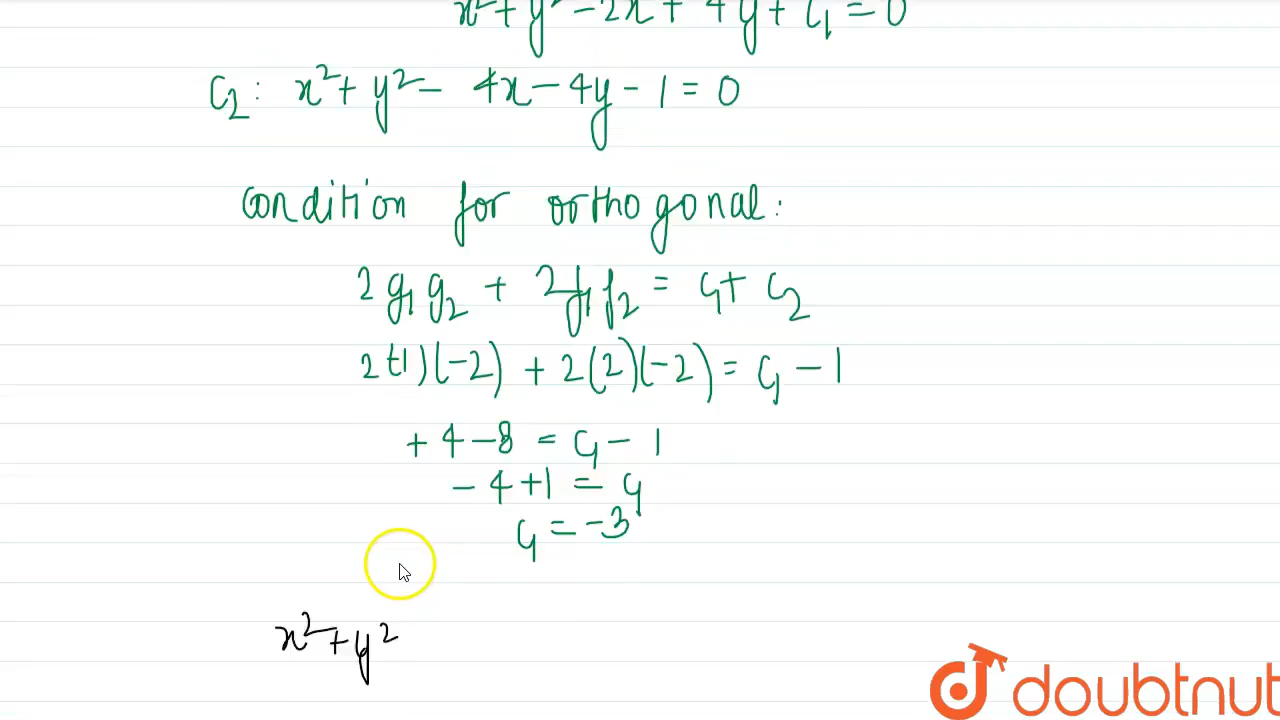 x²+y²-2x+4y+C₁=0
C₂: x²+y²-4x-4y-1=0
condition for orthogonal:
2g₁g₂ + 2f₁f₂ = C₁+ C₂
2(-1)(-2) + 2(2)(-2) = C₁ - 1
+4-8 = C₁ - 1
-4+1 = C₁
C₁ = -3
x²+y²
doubtnut